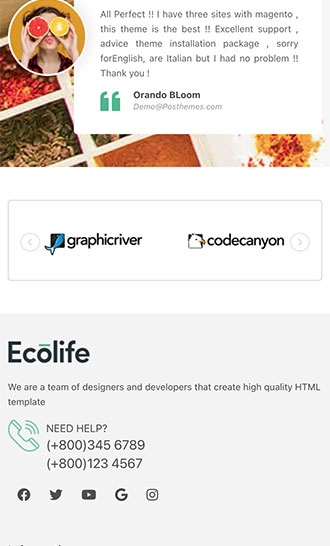 All Perfect !! I have three sites with magento ,
this theme is the best !! Excellent support ,
advice theme installation package , sorry
forEnglish, are Italian but I had no problem !!
Thank you !
Orando BLoom
Demo@Posthemes.com
graphicriver
codecanyon
Ecolife
We are a team of designers and developers that create high quality HTML
template
NEED HELP?
(+800)345 6789
(+800)123 4567